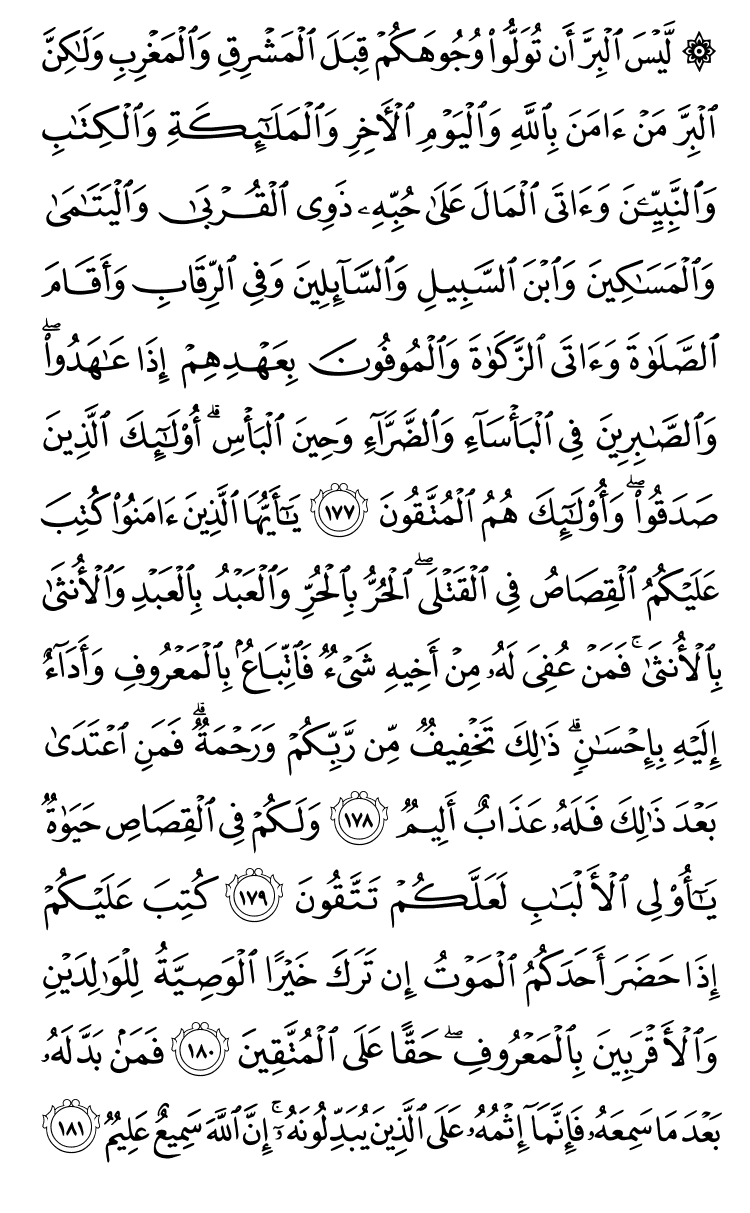 ۞ لَّيْسَ ٱلْبِرَّ أَن تُوَلُّوا۟ وُجُوهَكُمْ قِبَلَ ٱلْمَشْرِقِ وَٱلْمَغْرِبِ وَلَـٰكِنَّ
ٱلْبِرَّ مَنْ ءَامَنَ بِٱللَّهِ وَٱلْيَوْمِ ٱلْـَٔاخِرِ وَٱلْمَلَـٰٓئِكَةِ وَٱلْكِتَـٰبِ
وَٱلنَّبِيِّـۧنَ وَءَاتَى ٱلْمَالَ عَلَىٰ حُبِّهِۦ ذَوِى ٱلْقُرْبَىٰ وَٱلْيَتَـٰمَىٰ
وَٱلْمَسَـٰكِينَ وَٱبْنَ ٱلسَّبِيلِ وَٱلسَّآئِلِينَ وَفِى ٱلرِّقَابِ وَأَقَامَ
ٱلصَّلَوٰةَ وَءَاتَى ٱلزَّكَوٰةَ وَٱلْمُوفُونَ بِعَهْدِهِمْ إِذَا عَـٰهَدُوا۟ ۖ
وَٱلصَّـٰبِرِينَ فِى ٱلْبَأْسَآءِ وَٱلضَّرَّآءِ وَحِينَ ٱلْبَأْسِ ۗ أُو۟لَـٰٓئِكَ ٱلَّذِينَ
صَدَقُوا۟ ۖ وَأُو۟لَـٰٓئِكَ هُمُ ٱلْمُتَّقُونَ ١٧٧ يَـٰٓأَيُّهَا ٱلَّذِينَ ءَامَنُوا۟ كُتِبَ
عَلَيْكُمُ ٱلْقِصَاصُ فِى ٱلْقَتْلَى ۖ ٱلْحُرُّ بِٱلْحُرِّ وَٱلْعَبْدُ بِٱلْعَبْدِ وَٱلْأُنثَىٰ
بِٱلْأُنثَىٰ ۚ فَمَنْ عُفِىَ لَهُۥ مِنْ أَخِيهِ شَىْءٌ فَٱتِّبَاعٌۢ بِٱلْمَعْرُوفِ وَأَدَآءٌ
إِلَيْهِ بِإِحْسَـٰنٍ ۗ ذَٰلِكَ تَخْفِيفٌ مِّن رَّبِّكُمْ وَرَحْمَةٌ ۗ فَمَنِ ٱعْتَدَىٰ
بَعْدَ ذَٰلِكَ فَلَهُۥ عَذَابٌ أَلِيمٌ ١٧٨ وَلَكُمْ فِى ٱلْقِصَاصِ حَيَوٰةٌ
يَـٰٓأُو۟لِى ٱلْأَلْبَـٰبِ لَعَلَّكُمْ تَتَّقُونَ ١٧٩ كُتِبَ عَلَيْكُمْ
إِذَا حَضَرَ أَحَدَكُمُ ٱلْمَوْتُ إِن تَرَكَ خَيْرًا ٱلْوَصِيَّةُ لِلْوَٰلِدَيْنِ
وَٱلْأَقْرَبِينَ بِٱلْمَعْرُوفِ ۖ حَقًّا عَلَى ٱلْمُتَّقِينَ ١٨٠ فَمَنۢ بَدَّلَهُۥ
بَعْدَ مَا سَمِعَهُۥ فَإِنَّمَآ إِثْمُهُۥ عَلَى ٱلَّذِينَ يُبَدِّلُونَهُۥٓ ۚ إِنَّ ٱللَّهَ سَمِيعٌ عَلِيمٌ ١٨١